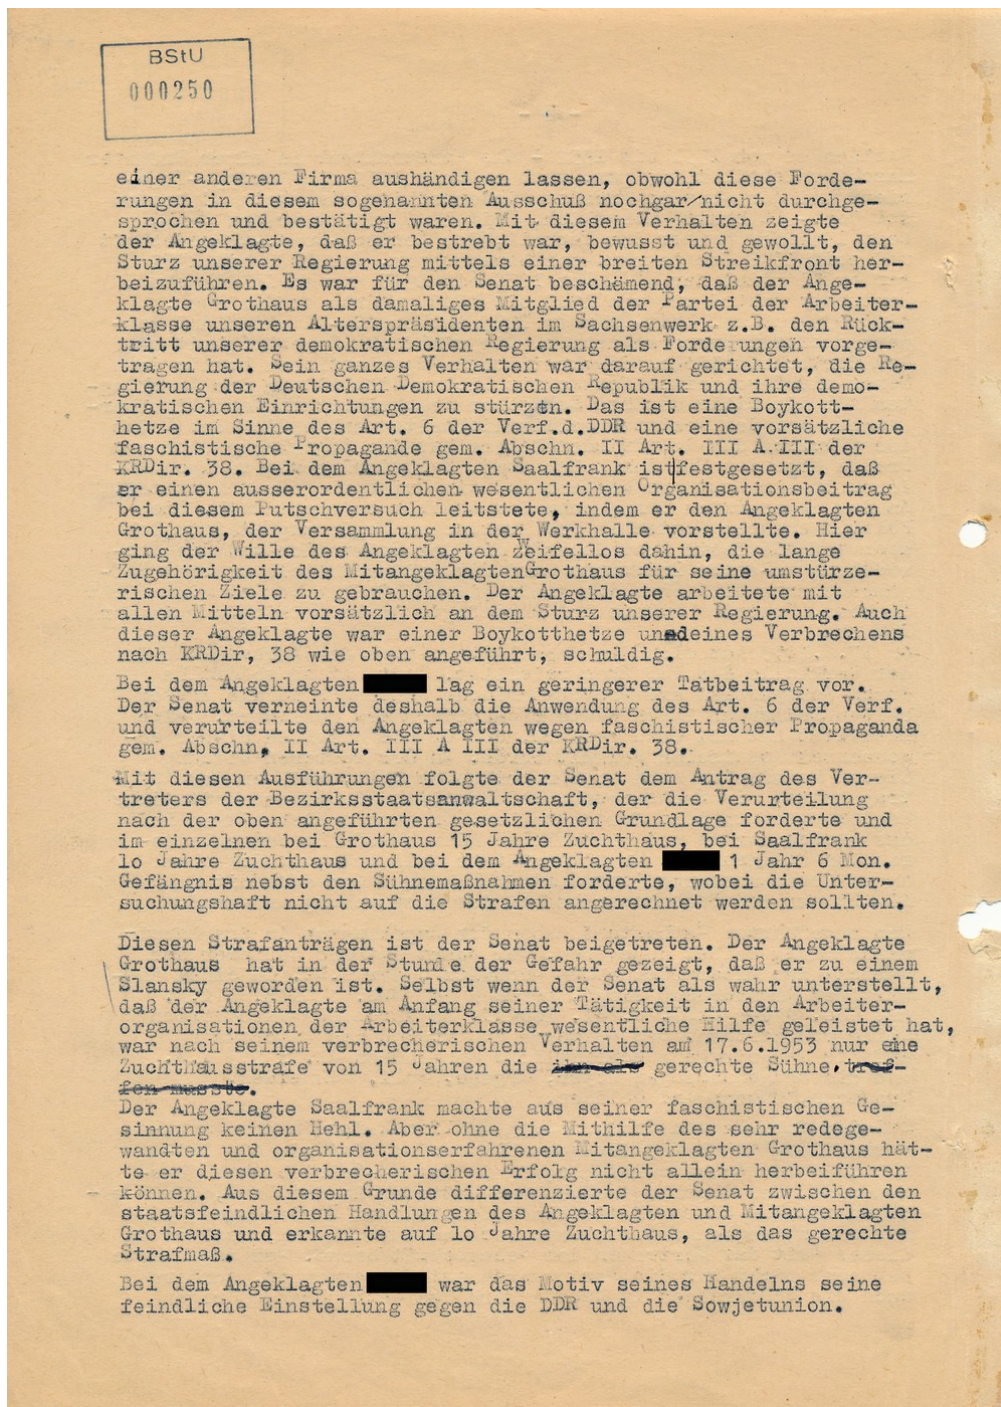 BStU
000250
einer anderen Firma aushändigen lassen, obwohl diese Forde-
rungen in diesem sogenannten Ausschuß nochgar/nicht durchge-
sprochen und bestätigt waren. Mit diesem Verhalten zeigte
der Angeklagte, daß er bestrebt war, bewusst und gewollt, den
Sturz unserer Regierung mittels einer breiten Streikfront her-
beizuführen. Es war für den Senat beschämend, daß der Ange-
klagte Grothaus als damaliges Mitglied der Partei der Arbeiter-
klasse unseren Alterspräsidenten im Sachsenwerk z.B. den Rück-
tritt unserer demokratischen Regierung als Forderungen vorge-
tragen hat. Sein ganzes Verhalten war darauf gerichtet, die Re-
gierung der Deutschen Demokratischen Republik und ihre demo-
kratischen Einrichtungen zu stürzen. Das ist eine Boykott-
hetze im Sinne des Art. 6 der Verf.d.DDR und eine vorsätzliche
faschistische Propagande gem. Abschn. II Art. III A.III der
KRDir. 38. Bei dem Angeklagten Saalfrank ist|festgesetzt, daß
er einen ausserordentlichen wesentlichen Organisationsbeitrag
bei diesem Putschversuch leitstete, indem er den Angeklagten
Grothaus, der Versammlung in der Werkhalle vorstellte. Hier
ging der Wille des Angeklagten zweifellos dahin, die lange
Zugehörigkeit des MitangeklagtenGrothaus für seine umstürze-
rischen Ziele zu gebrauchen. Der Angeklagte arbeitete mit
allen Mitteln vorsätzlich an dem Sturz unserer Regierung. Auch
dieser Angeklagte war einer Boykotthetze undeines Verbrechens
nach KRDir, 38 wie oben angeführt, schuldig.
Bei dem Angeklagten lag ein geringerer Tatbeitrag vor.
Der Senat verneinte deshalb die Anwendung des Art. 6 der Verf.
und verurteilte den Angeklagten wegen faschistischer Propaganda
gem. Abschn. II Art. III A III der KRDir. 38.
Mit diesen Ausführungen folgte der Senat dem Antrag des Ver-
treters der Bezirksstaatsanwaltschaft, der die Verurteilung
nach der oben angeführten gesetzlichen Grundlage forderte und
im einzelnen bei Grothaus 15 Jahre Zuchthaus, bei Saalfrank
lo Jahre Zuchthaus und bei dem Angeklagten 1 Jahr 6 Mon.
Gefängnis nebst den Sühnemaßnahmen forderte, wobei die Unter-
suchungshaft nicht auf die Strafen angerechnet werden sollten.
Diesen Strafanträgen ist der Senat beigetreten. Der Angeklagte
Grothaus hat in der Stunde der Gefahr gezeigt, daß er zu einem
Slansky geworden ist. Selbst wenn der Senat als wahr unterstellt,
daß der Angeklagte am Anfang seiner Tätigkeit in den Arbeiter-
organisationen der Arbeiterklasse wesentliche Hilfe geleistet hat,
war nach seinem verbrecherischen Verhalten am 17.6.1953 nur eine
Zuchthausstrafe von 15 Jahren die ihn als gerechte Sühne. tref-
fen musste.
Der Angeklagte Saalfrank machte aus seiner faschistischen Ge-
sinnung keinen Hehl. Aber ohne die Mithilfe des sehr redege-
wandten und organisationserfahrenen Mitangeklagten Grothaus hät-
te er diesen verbrecherischen Erfolg nicht allein herbeiführen
können. Aus diesem Grunde differenzierte der Senat zwischen den
staatsfeindlichen Handlungen des Angeklagten und Mitangeklagten
Grothaus und erkannte auf lo Jahre Zuchthaus, als das gerechte
Strafmaß.
Bei dem Angeklagten war das Motiv seines Handelns seine
feindliche Einstellung gegen die DDR und die Sowjetunion.